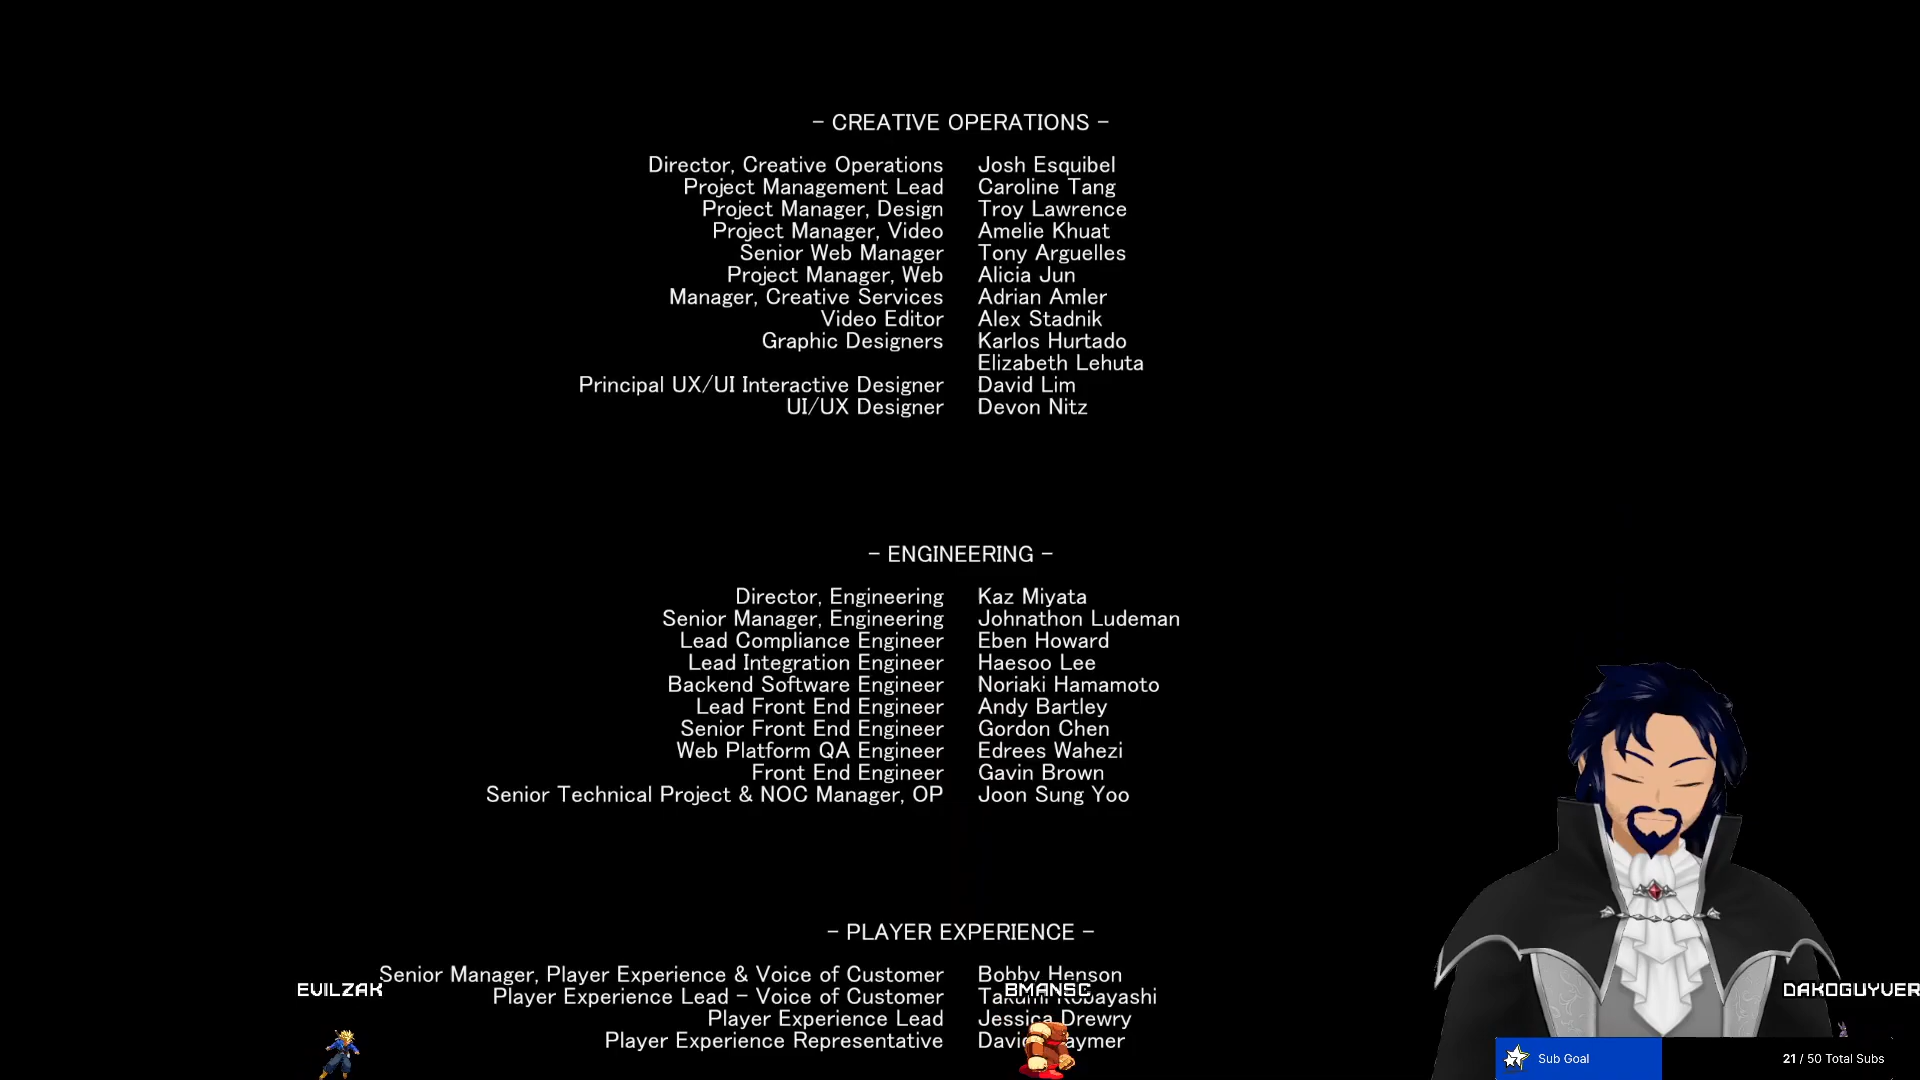 - CREATIVE OPERATIONS -
Director, Creative Operations Josh Esquibel
Project Management Lead Caroline Tang
Project Manager, Design Troy Lawrence
Project Manager, Video Amelie Khuat
Senior Web Manager Tony Arguelles
Project Manager, Web Alicia Jun
Manager, Creative Services Adrian Amler
Video Editor Alex Stadnik
Graphic Designers Karlos Hurtado
Elizabeth Lehuta
Principal UX/UI Interactive Designer David Lim
UI/UX Designer Devon Nitz
- ENGINEERING -
Director, Engineering Kaz Miyata
Senior Manager, Engineering Johnathon Ludeman
Lead Compliance Engineer Eben Howard
Lead Integration Engineer Haesoo Lee
Backend Software Engineer Noriaki Hamamoto
Lead Front End Engineer Andy Bartley
Senior Front End Engineer Gordon Chen
Web Platform QA Engineer Edrees Wahezi
Front End Engineer Gavin Brown
Senior Technical Project & NOC Manager, OP Joon Sung Yoo
- PLAYER EXPERIENCE -
Senior Manager, Player Experience & Voice of Customer Bobby Henson
EVILZAK BMANSC DAKOGUYVER
Player Experience Lead - Voice of Customer
Player Experience Lead Jessica Drewry
Player Experience Representative
Sub Goal 21 / 50 Total Subs